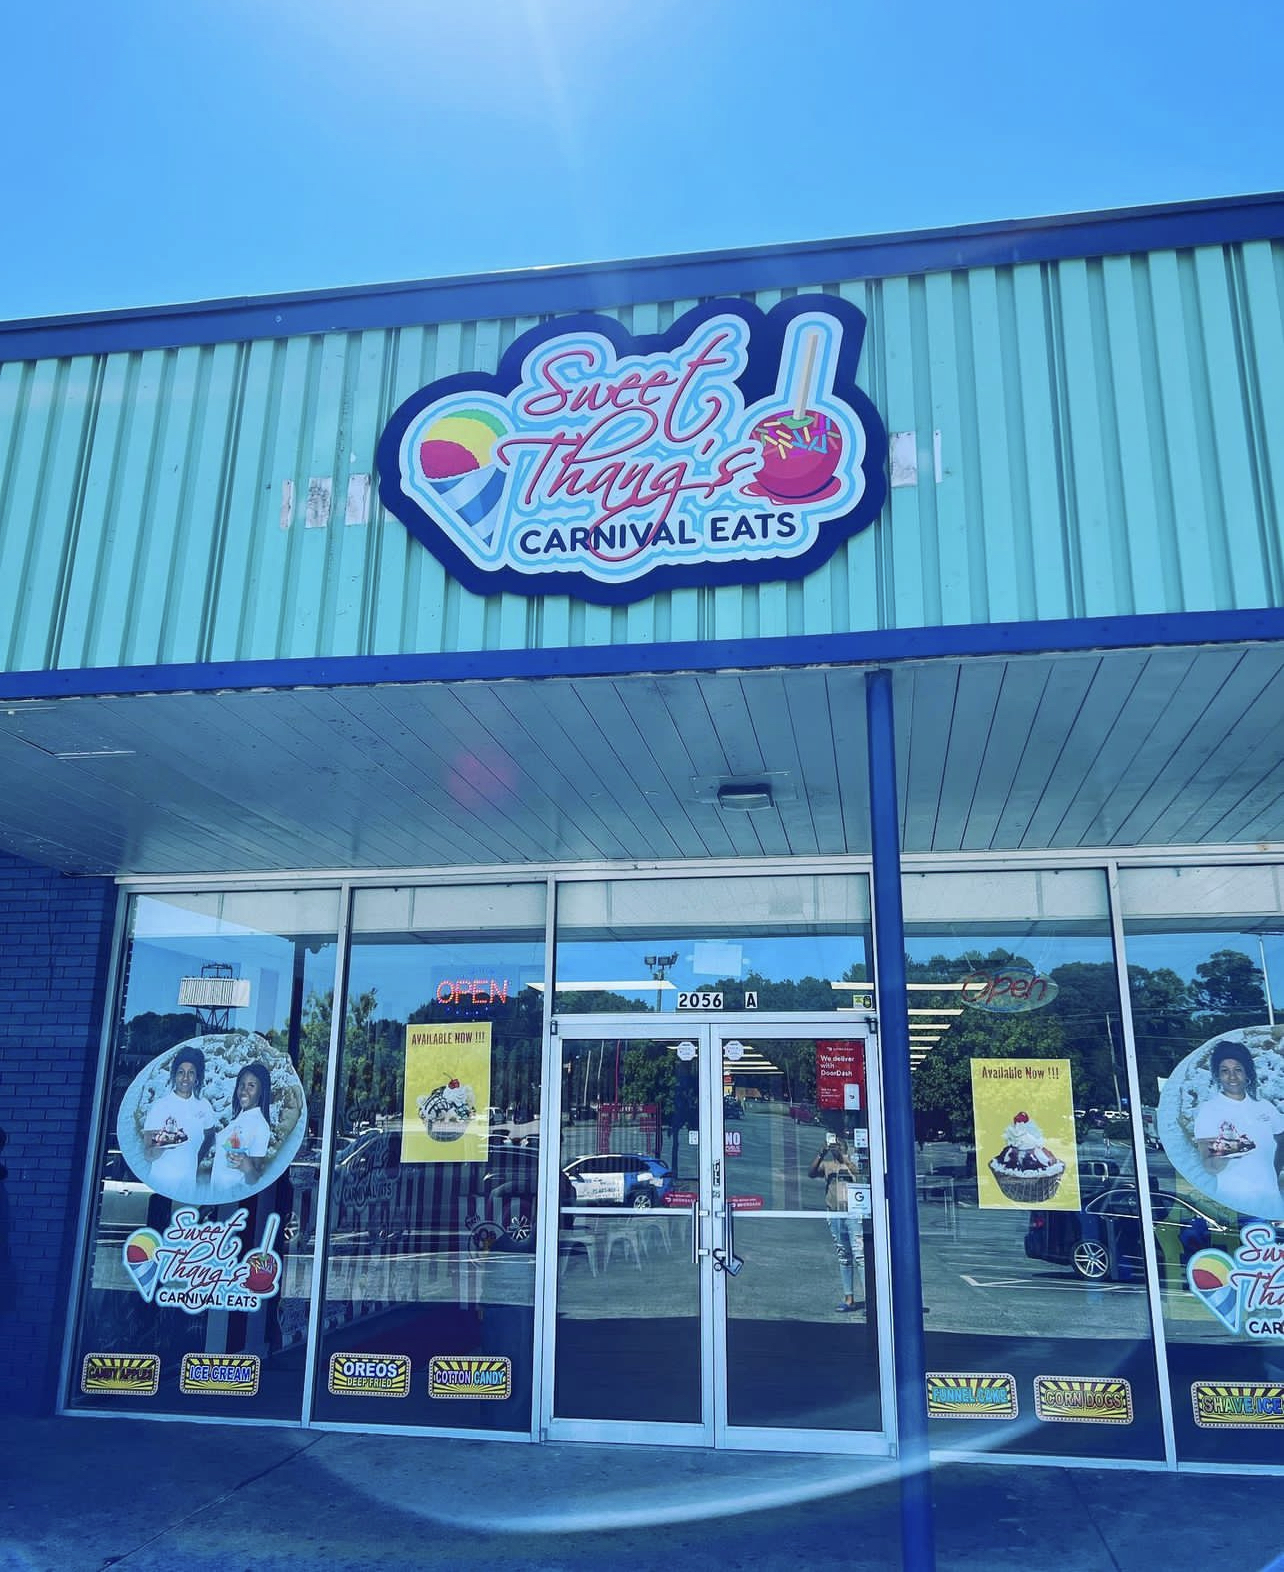 Sweet
Thang's
CARNIVAL EATS
OPEN
2056 A
Open
AVAILABLE NOW !!!
We deliver
with
DoorDash
Available Now !!!
NO
G
Sweet
Thang's
CARNIVAL EATS
CANDY APPLES
ICE CREAM
OREOS
DEEP FRIED
COTTON CANDY
FUNNEL CAKE
CORN DOGS
SHAVE ICE